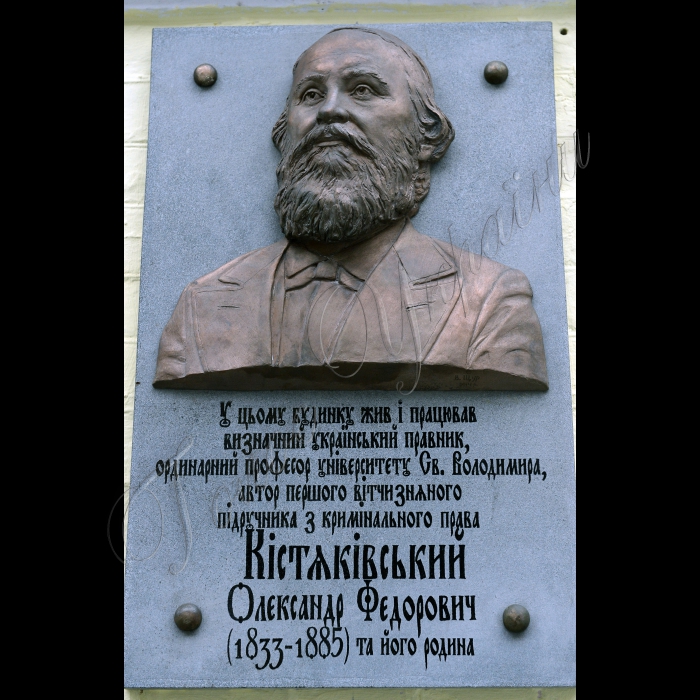 У цьому будинку жив і працював
визначний український правник,
ординарний професор університету Св. Володимира,
автор першого вітчизняного
підручника з кримінального права
Кістяківський
Олександр Федорович
(1833-1885) та його родина